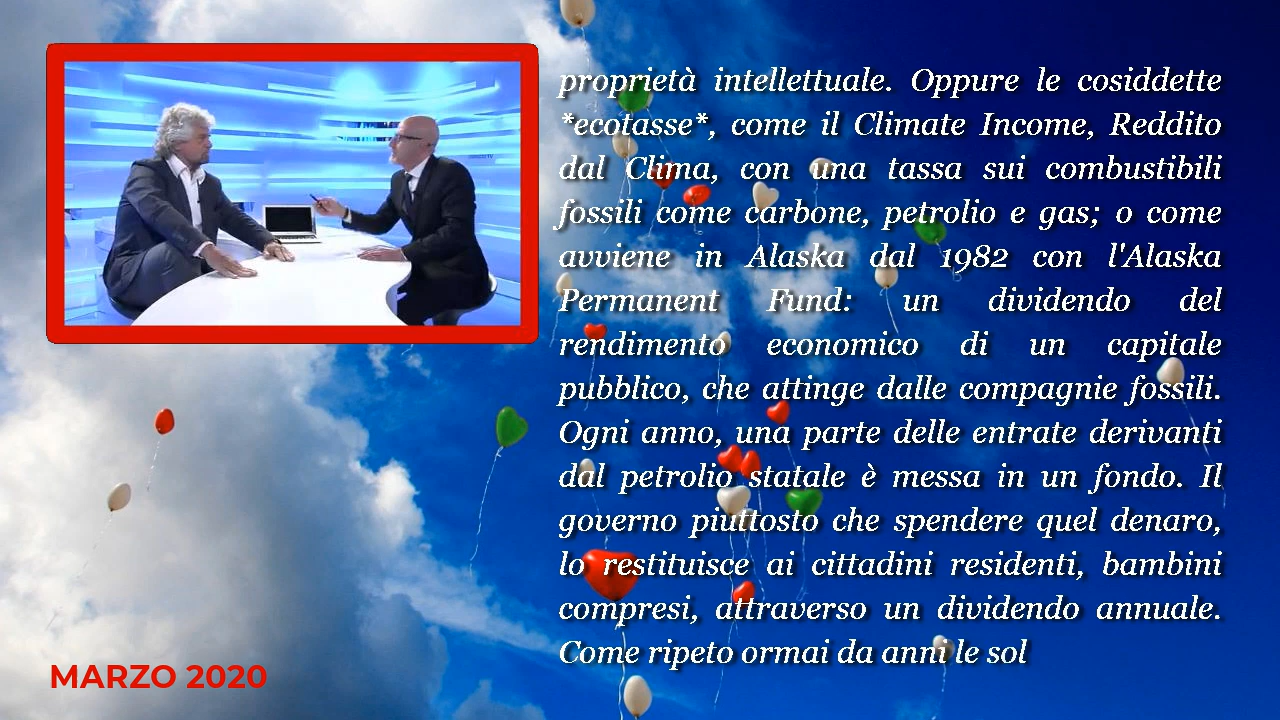 proprietà intellettuale. Oppure le cosiddette
*ecotasse*, come il Climate Income, Reddito
dal Clima, con una tassa sui combustibili
fossili come carbone, petrolio e gas; o come
avviene in Alaska dal 1982 con l'Alaska
Permanent Fund: un dividendo del
rendimento economico di un capitale
pubblico, che attinge dalle compagnie fossili.
Ogni anno, una parte delle entrate derivanti
dal petrolio statale è messa in un fondo. Il
governo piuttosto che spendere quel denaro,
lo restituisce ai cittadini residenti, bambini
compresi, attraverso un dividendo annuale.
Come ripeto ormai da anni le sol
MARZO 2020